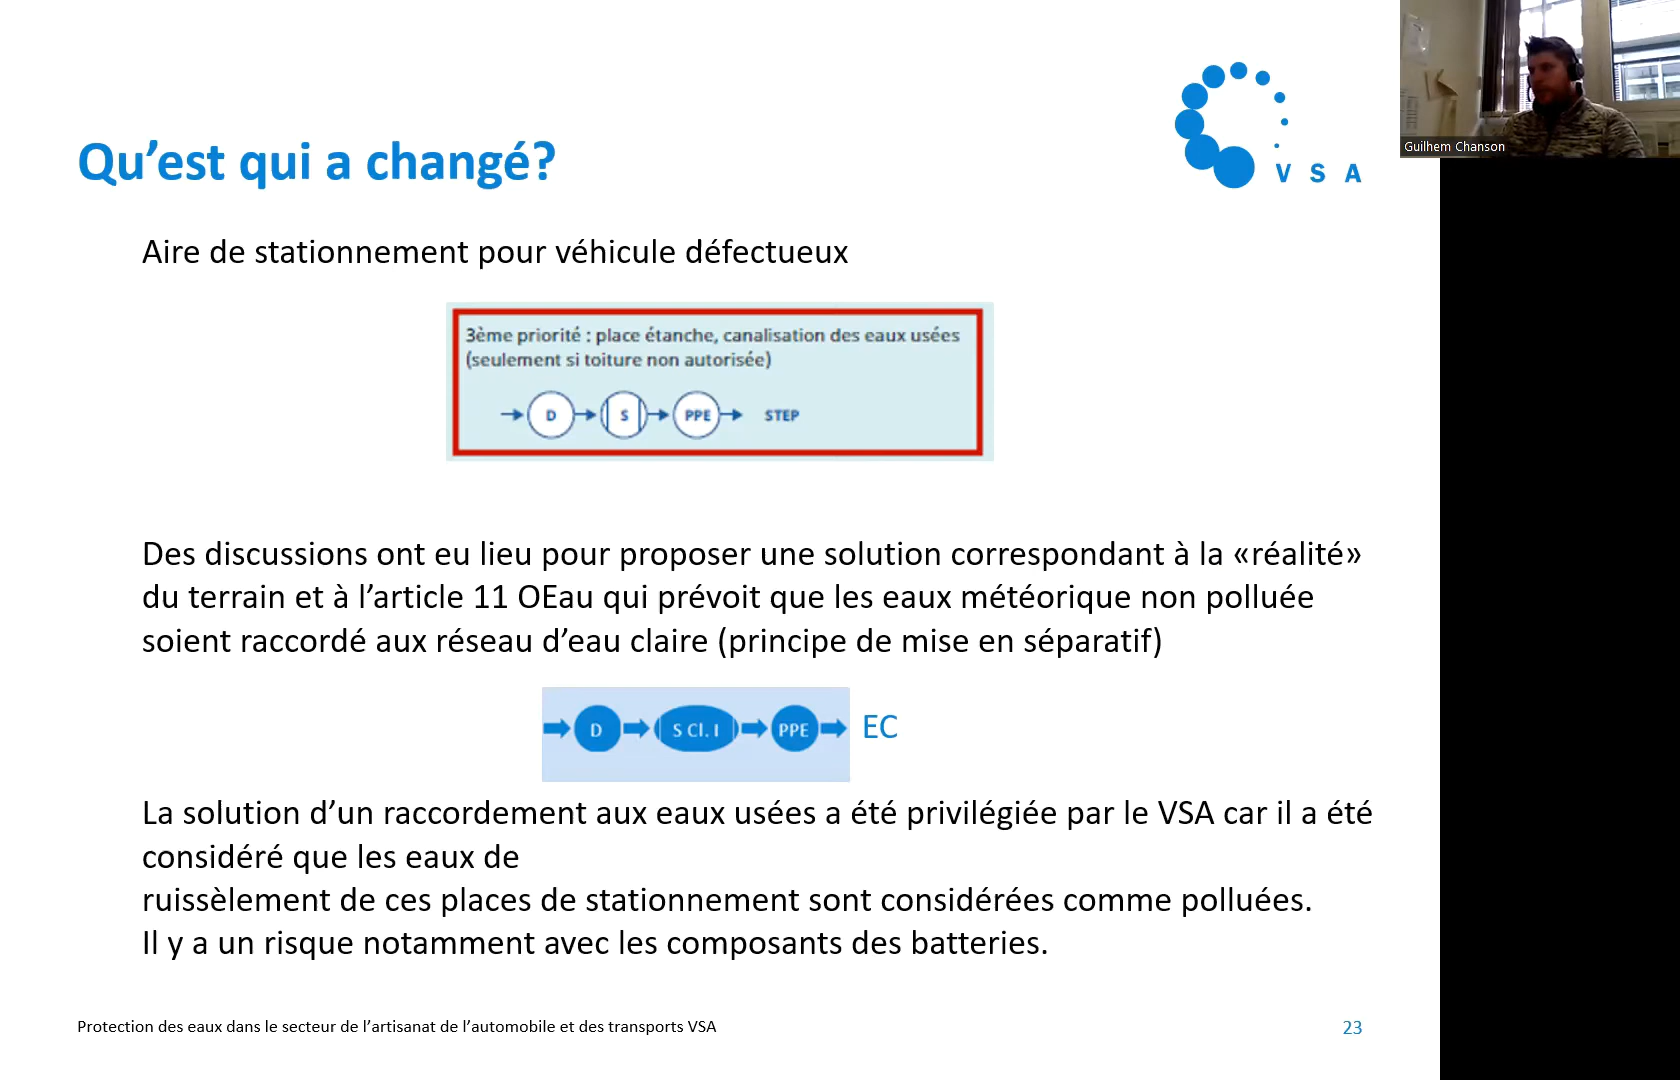 Qu’est qui a changé?
VSA
Guilhem Chanson
Aire de stationnement pour véhicule défectueux
3ème priorité : place étanche, canalisation des eaux usées
(seulement si toiture non autorisée)
D S PPE STEP
Des discussions ont eu lieu pour proposer une solution correspondant à la «réalité»
du terrain et à l’article 11 OEau qui prévoit que les eaux météorique non polluée
soient raccordé aux réseau d’eau claire (principe de mise en séparatif)
D S Cl. I PPE EC
La solution d’un raccordement aux eaux usées a été privilégiée par le VSA car il a été
considéré que les eaux de
ruissèlement de ces places de stationnement sont considérées comme polluées.
Il y a un risque notamment avec les composants des batteries.
Protection des eaux dans le secteur de l’artisanat de l’automobile et des transports VSA
23